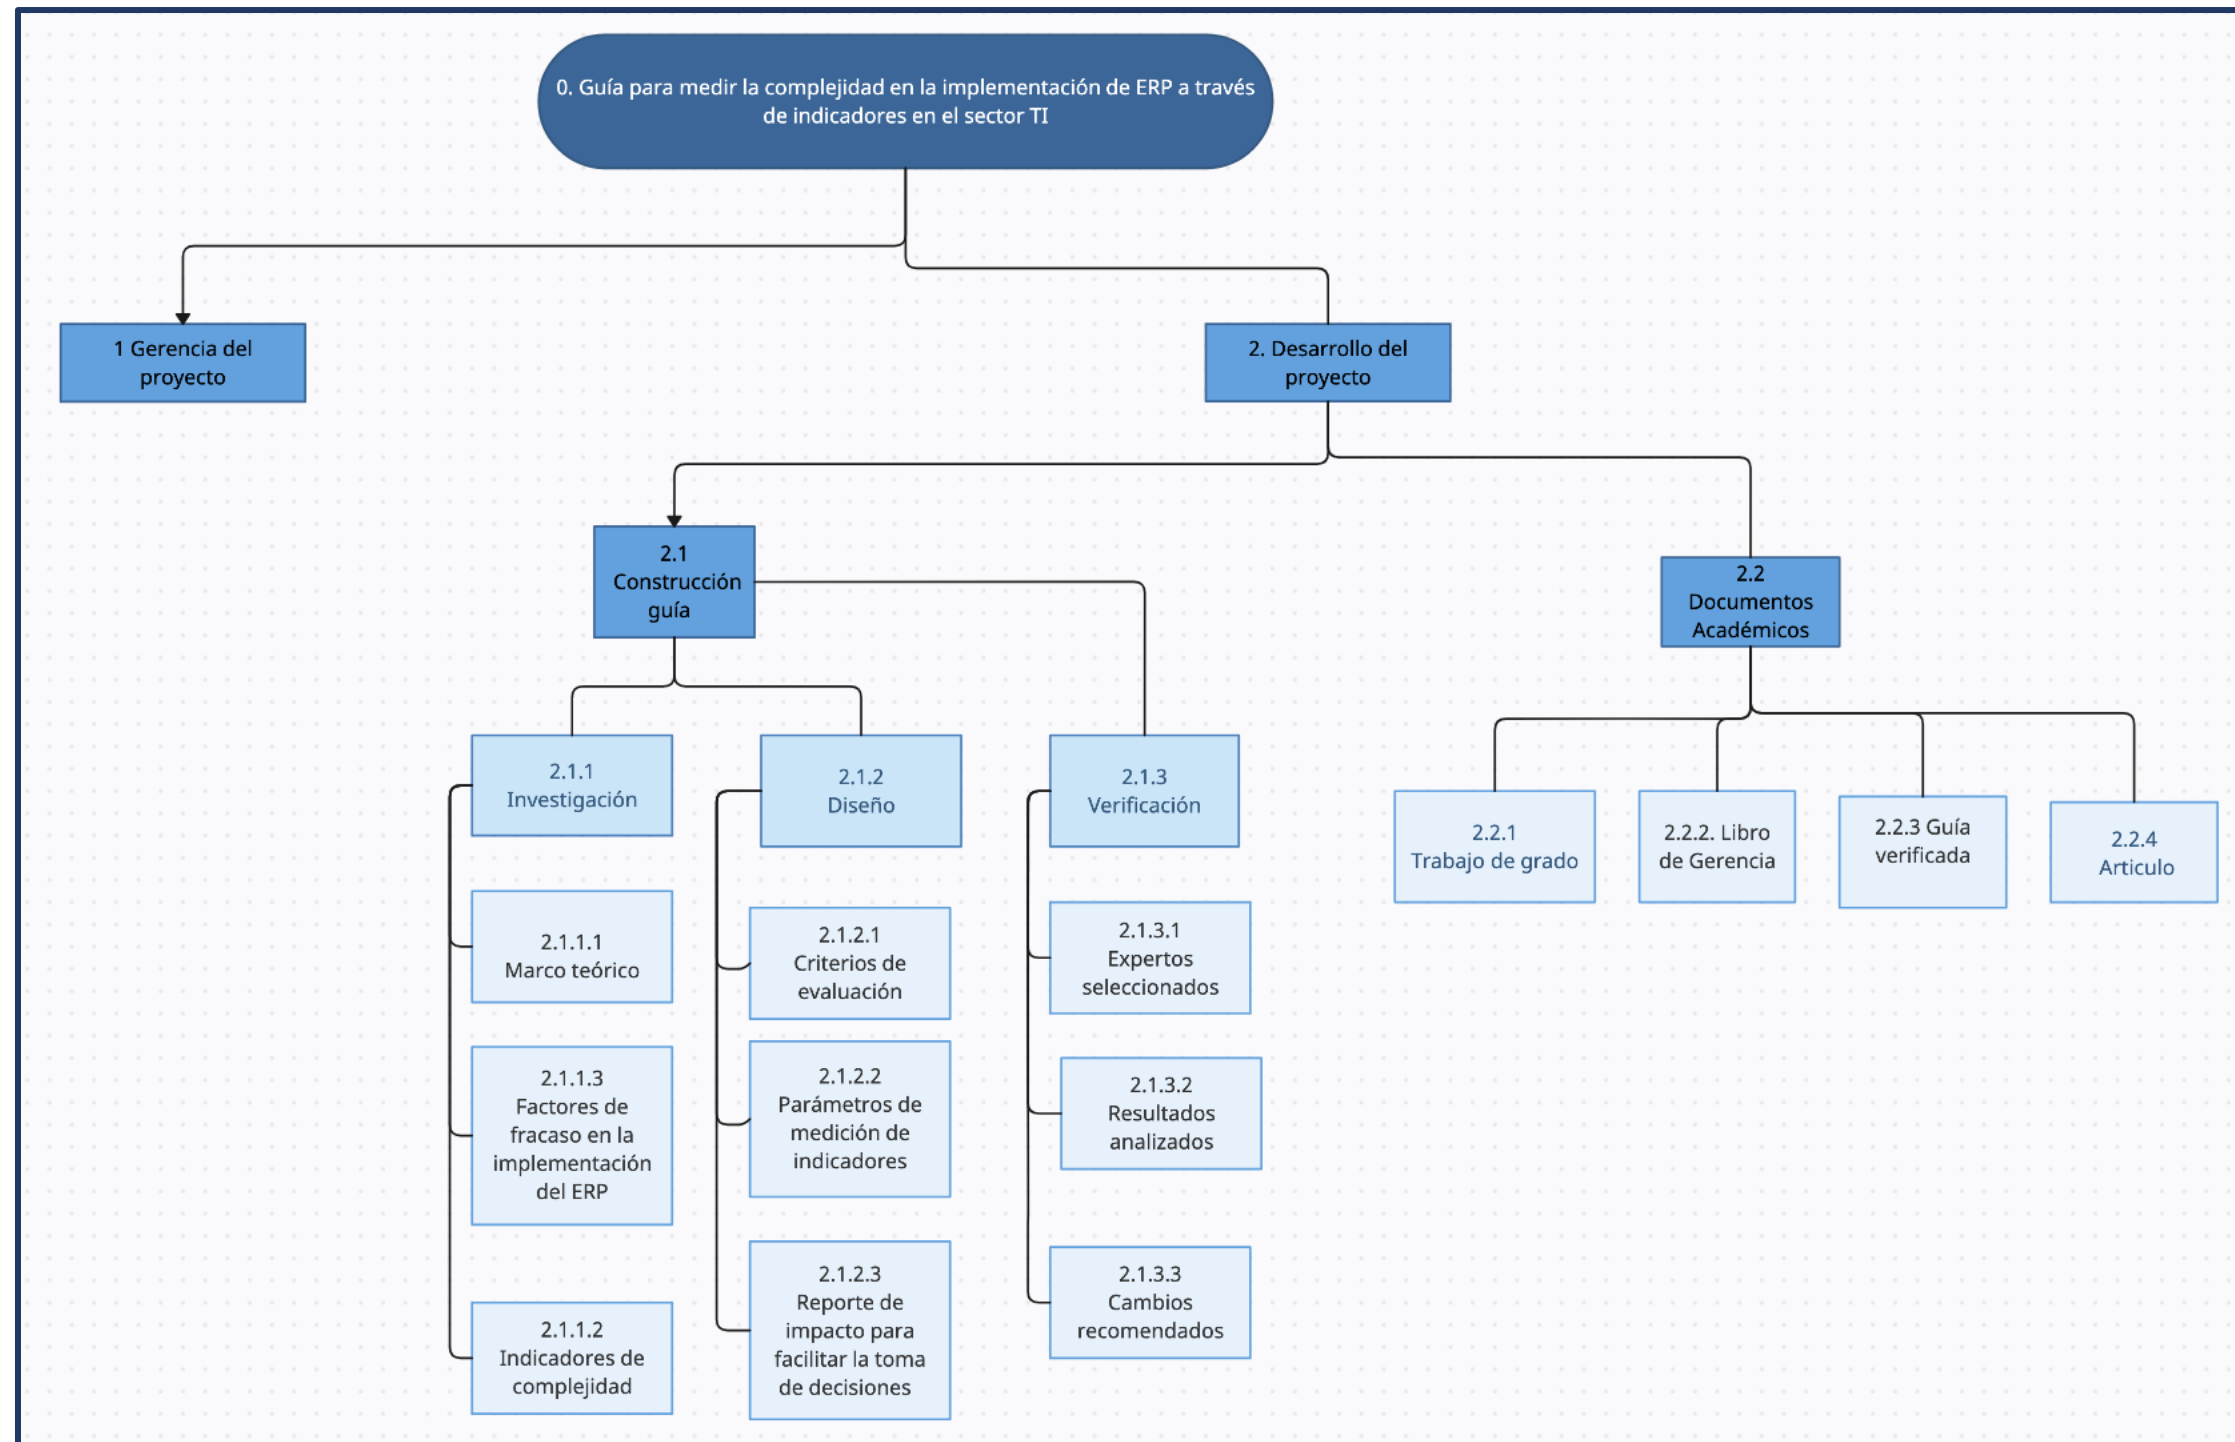 0. Guía para medir la complejidad en la implementación de ERP a través
de indicadores en el sector TI
1 Gerencia del
proyecto
2. Desarrollo del
proyecto
2.1
Construcción
guía
2.2
Documentos
Académicos
2.1.1
Investigación
2.1.2
Diseño
2.1.3
Verificación
2.2.1
Trabajo de grado
2.2.2. Libro
de Gerencia
2.2.3 Guía
verificada
2.2.4
Articulo
2.1.1.1
Marco teórico
2.1.1.3
Factores de
fracaso en la
implementación
del ERP
2.1.1.2
Indicadores de
complejidad
2.1.2.1
Criterios de
evaluación
2.1.2.2
Parámetros de
medición de
indicadores
2.1.2.3
Reporte de
impacto para
facilitar la toma
de decisiones
2.1.3.1
Expertos
seleccionados
2.1.3.2
Resultados
analizados
2.1.3.3
Cambios
recomendados